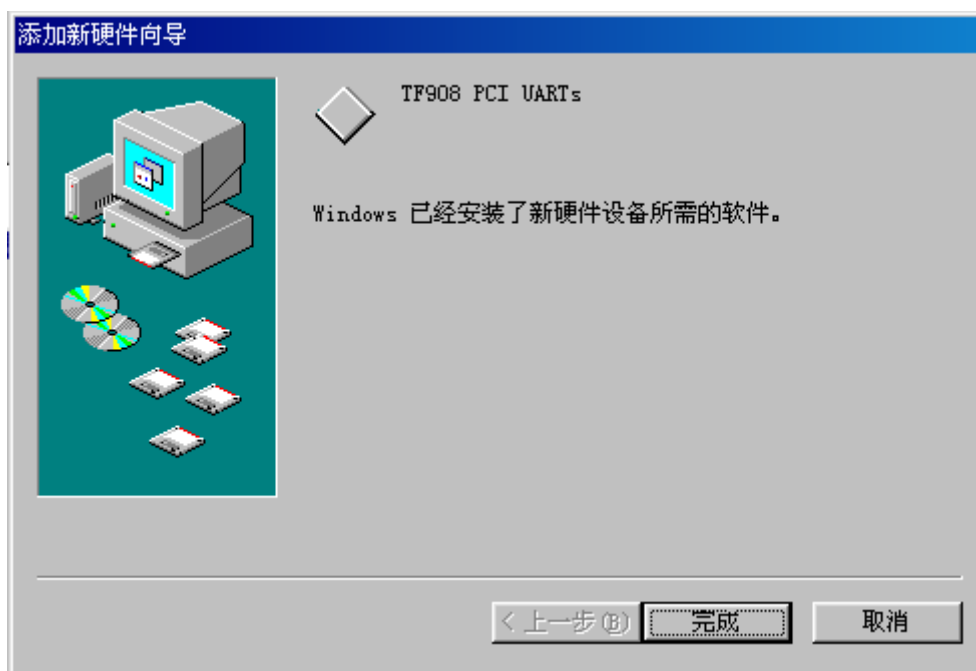 添加新硬件向导
TF908 PCI UARTs
Windows 已经安装了新硬件设备所需的软件。
< 上一步(B)
完成
取消